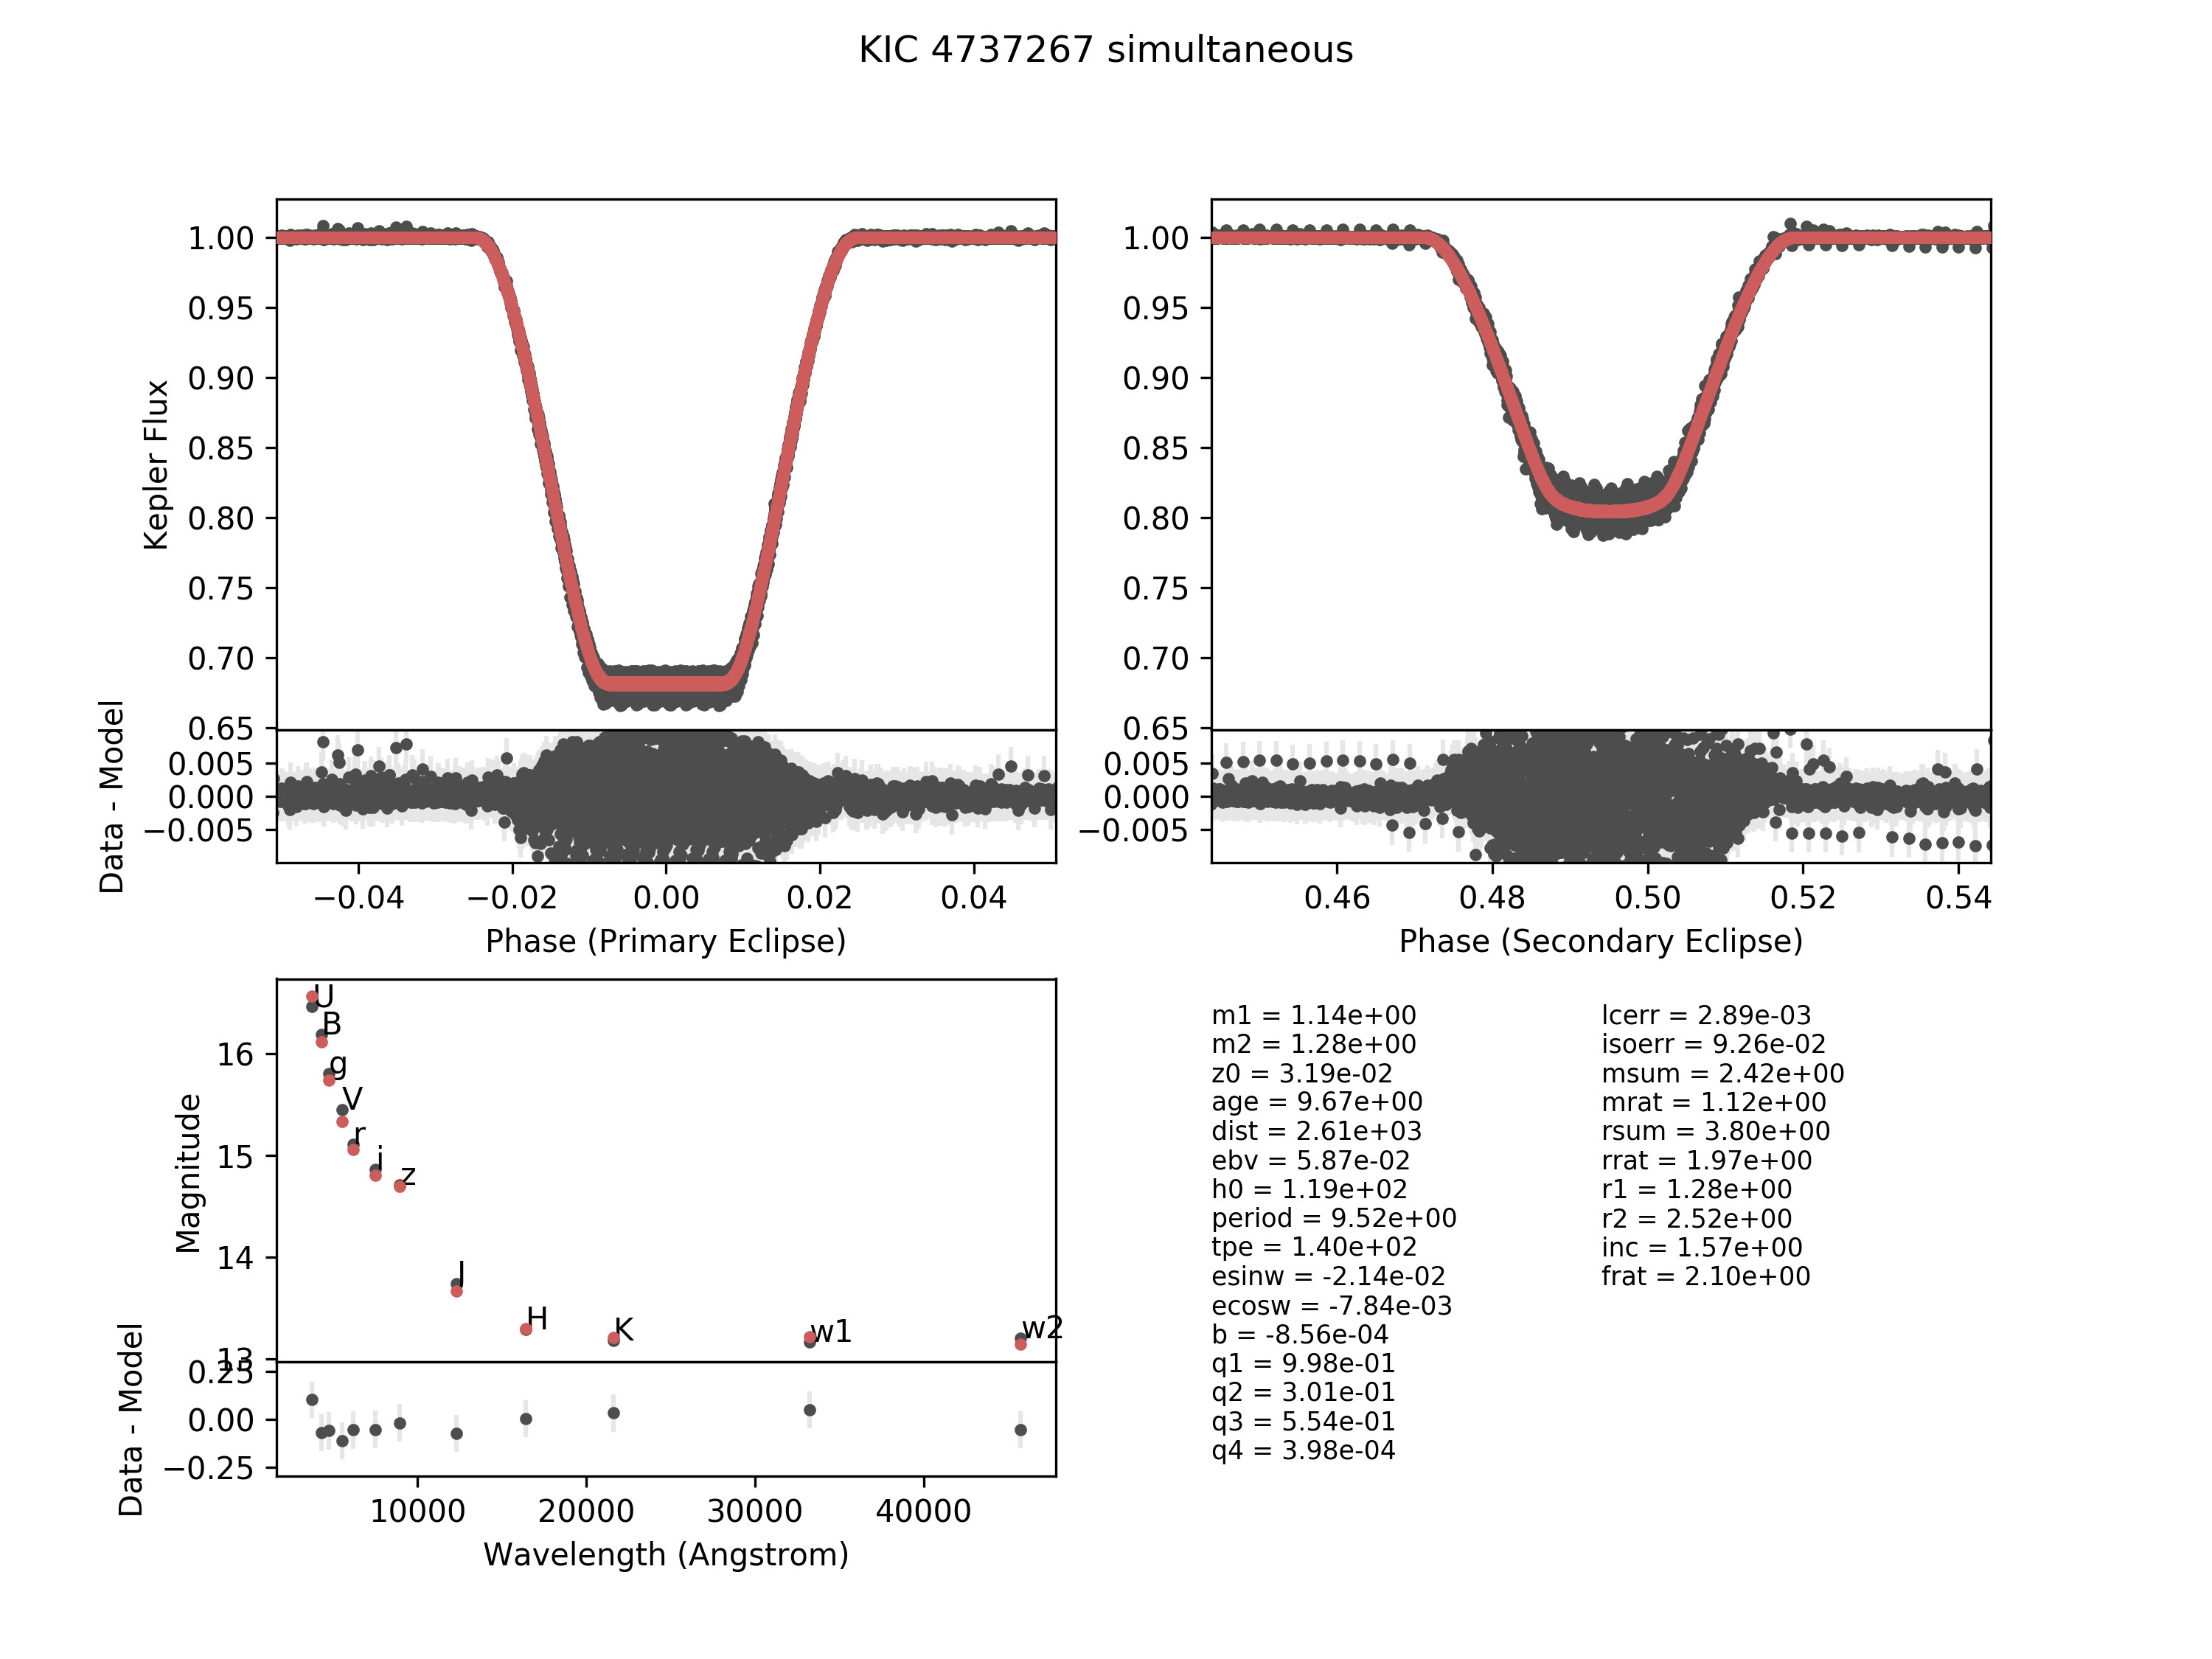 KIC 4737267 simultaneous
Kepler Flux
1.00
0.95
0.90
0.85
0.80
0.75
0.70
0.65
Data - Model
0.005
0.000
−0.005
−0.04 −0.02 0.00 0.02 0.04
Phase (Primary Eclipse)
1.00
0.95
0.90
0.85
0.80
0.75
0.70
0.65
0.005
0.000
−0.005
0.46 0.48 0.50 0.52 0.54
Phase (Secondary Eclipse)
Magnitude
16
15
14
13
U
B
g
V
r
i
z
J
H
K
w1
w2
Data - Model
0.25
0.00
−0.25
10000 20000 30000 40000
Wavelength (Angstrom)
m1 = 1.14e+00
m2 = 1.28e+00
z0 = 3.19e-02
age = 9.67e+00
dist = 2.61e+03
ebv = 5.87e-02
h0 = 1.19e+02
period = 9.52e+00
tpe = 1.40e+02
esinw = -2.14e-02
ecosw = -7.84e-03
b = -8.56e-04
q1 = 9.98e-01
q2 = 3.01e-01
q3 = 5.54e-01
q4 = 3.98e-04
lcerr = 2.89e-03
isoerr = 9.26e-02
msum = 2.42e+00
mrat = 1.12e+00
rsum = 3.80e+00
rrat = 1.97e+00
r1 = 1.28e+00
r2 = 2.52e+00
inc = 1.57e+00
frat = 2.10e+00